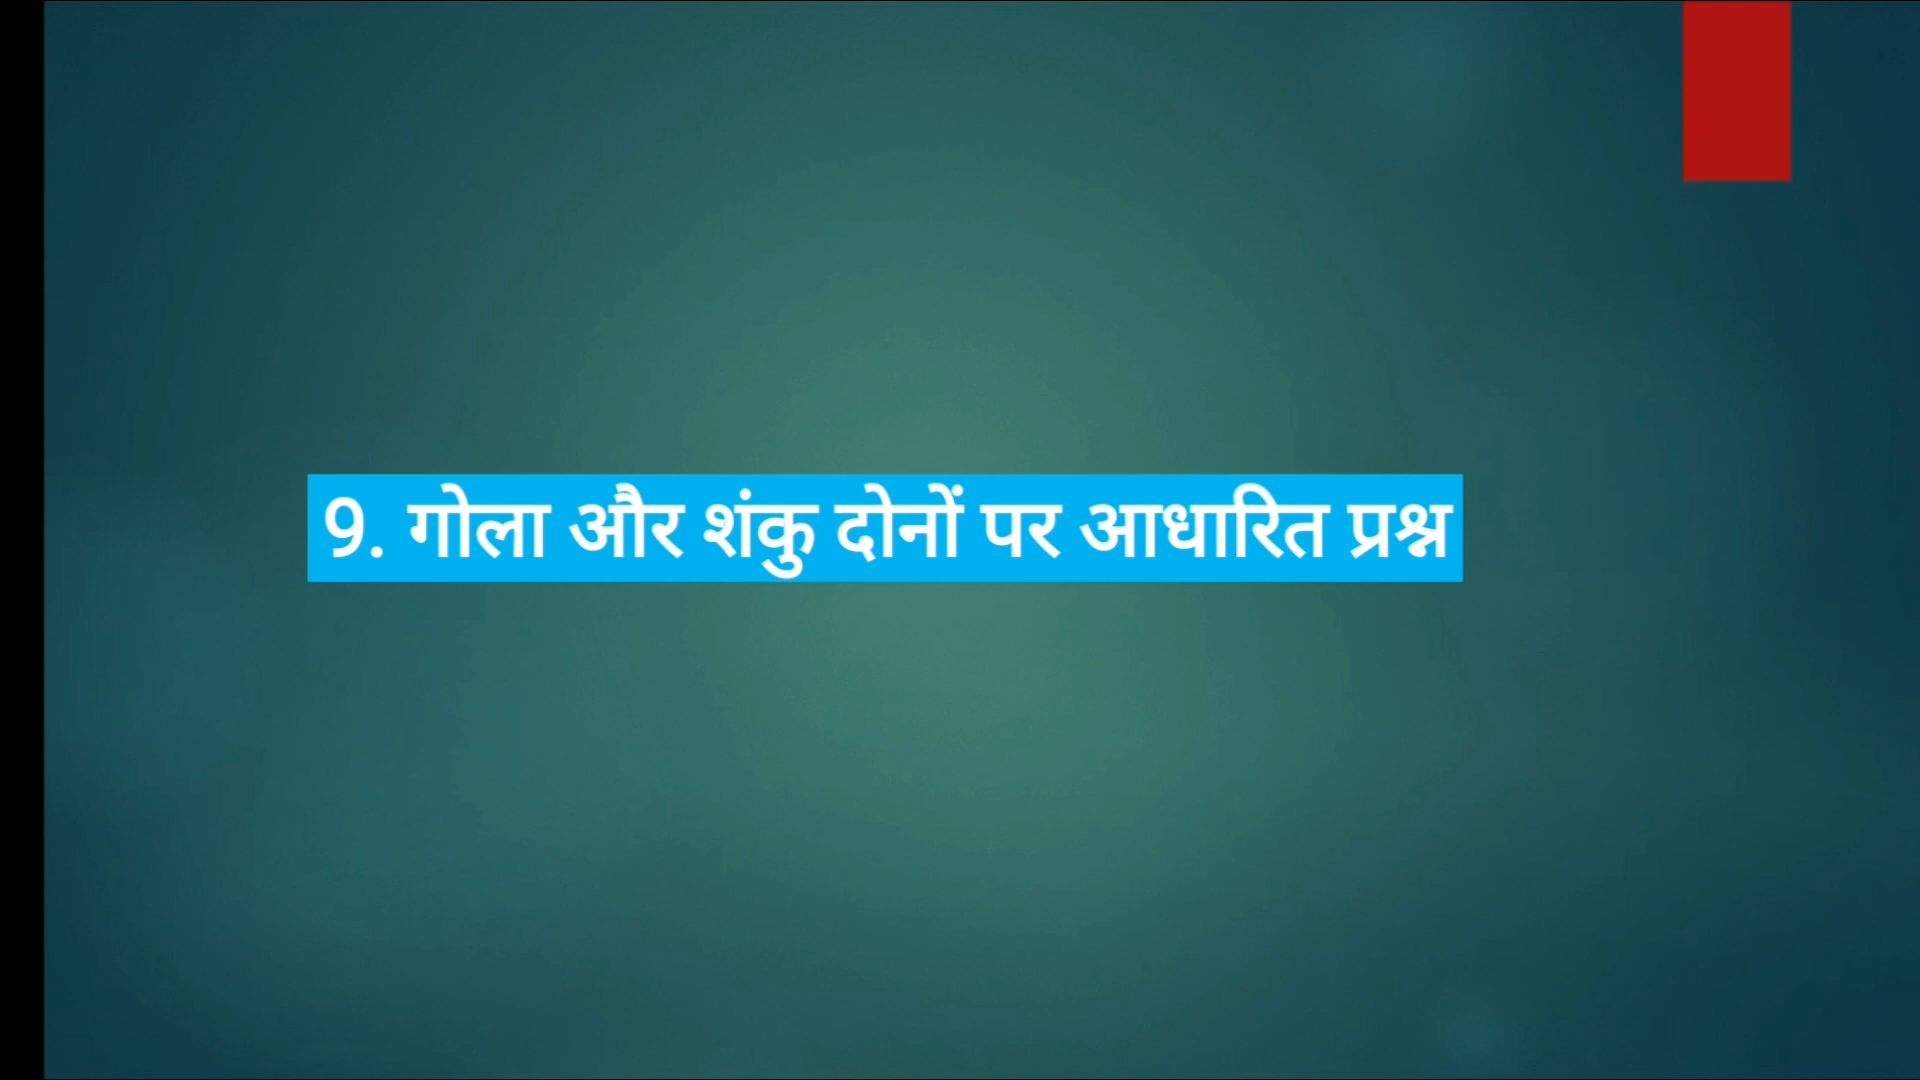 9. गोला और शंकु दोनों पर आधारित प्रश्न